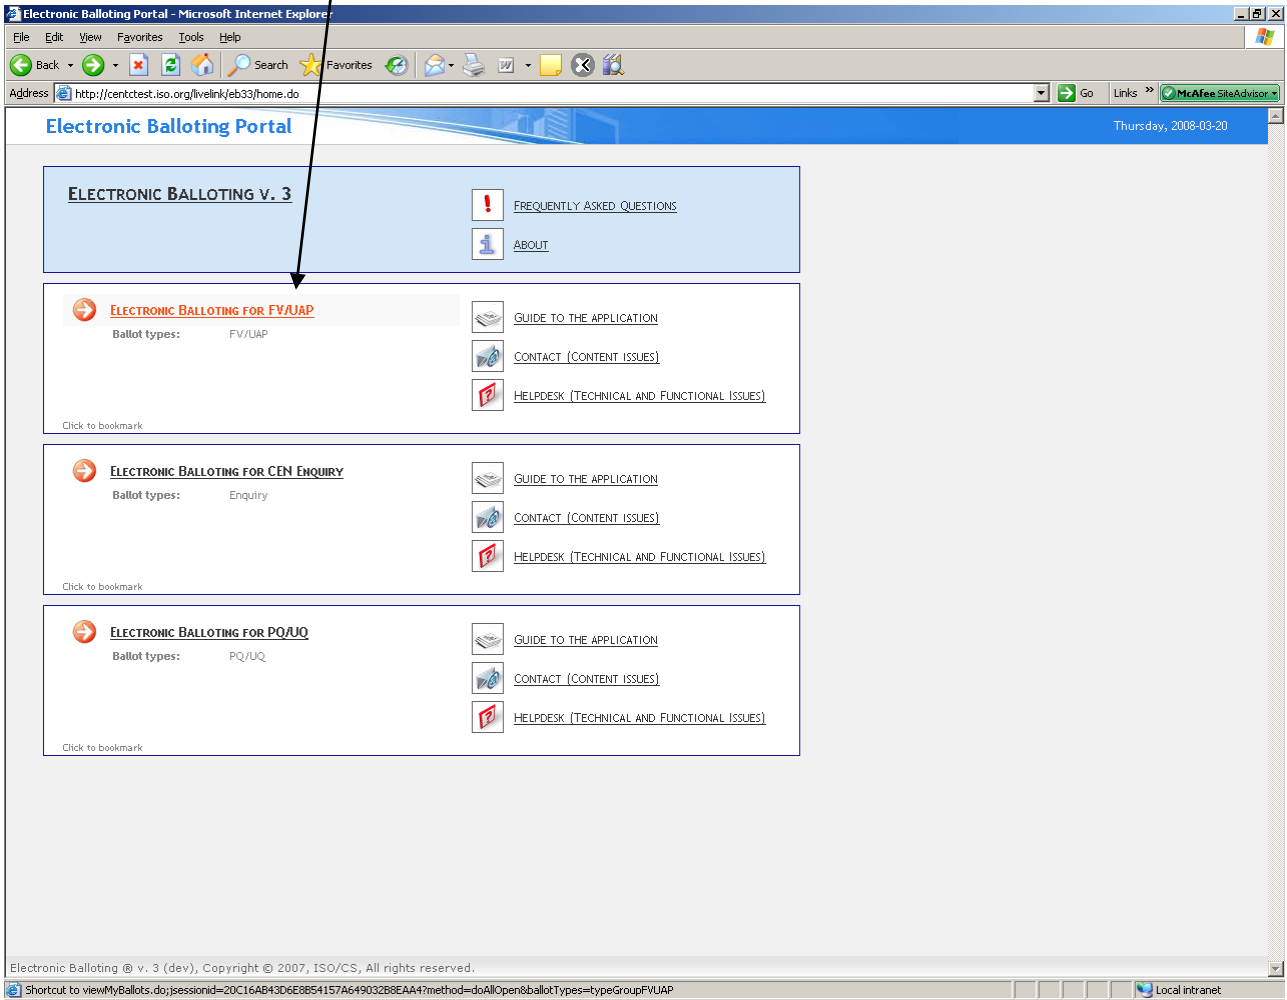 Electronic Balloting Portal - Microsoft Internet Explorer
File Edit View Favorites Tools Help
Back Search Favorites
Address http://centctest.iso.org/livelink/eb33/home.do Go Links » McAfee SiteAdvisor
Electronic Balloting Portal Thursday, 2008-03-20
ELECTRONIC BALLOTING V. 3
FREQUENTLY ASKED QUESTIONS
ABOUT
ELECTRONIC BALLOTING FOR FV/UAP
Ballot types: FV/UAP
GUIDE TO THE APPLICATION
CONTACT (CONTENT ISSUES)
HELPDESK (TECHNICAL AND FUNCTIONAL ISSUES)
Click to bookmark
ELECTRONIC BALLOTING FOR CEN ENQUIRY
Ballot types: Enquiry
GUIDE TO THE APPLICATION
CONTACT (CONTENT ISSUES)
HELPDESK (TECHNICAL AND FUNCTIONAL ISSUES)
Click to bookmark
ELECTRONIC BALLOTING FOR PQ/UQ
Ballot types: PQ/UQ
GUIDE TO THE APPLICATION
CONTACT (CONTENT ISSUES)
HELPDESK (TECHNICAL AND FUNCTIONAL ISSUES)
Click to bookmark
Electronic Balloting ® v. 3 (dev), Copyright © 2007, ISO/CS, All rights reserved.
Shortcut to viewMyBallots.do;jsessionid=20C16AB43D6E8B54157A649032B8EAA4?method=doAllOpen&ballotTypes=typeGroupFVUAP Local intranet